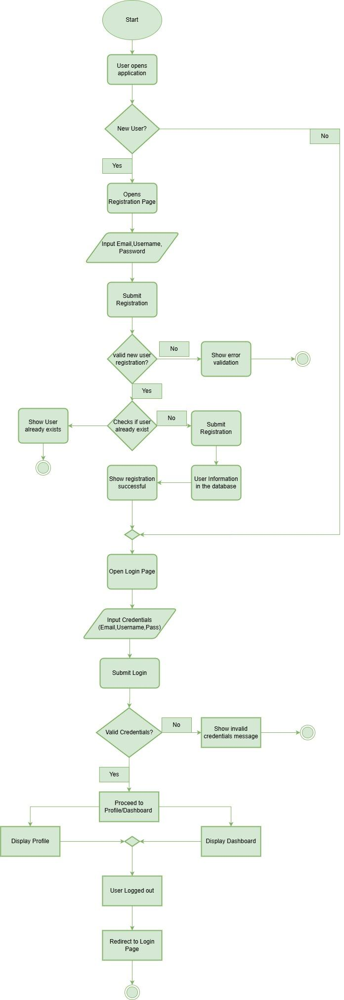 Start
User opens
application
New User?
No
Yes
Opens
Registration Page
Input Email,Username,
Password
Submit
Registration
valid new user
registration?
No
Show error
validation
Yes
Show User
already exists
Checks if user
already exist
No
Submit
Registration
Show registration
successful
User Information
in the database
Open Login Page
Input Credentials
(Email,Username,Pass)
Submit Login
Valid Credentials?
No
Show invalid
credentials message
Yes
Proceed to
Profile/Dashboard
Display Profile
Display Dashboard
User Logged out
Redirect to Login
Page